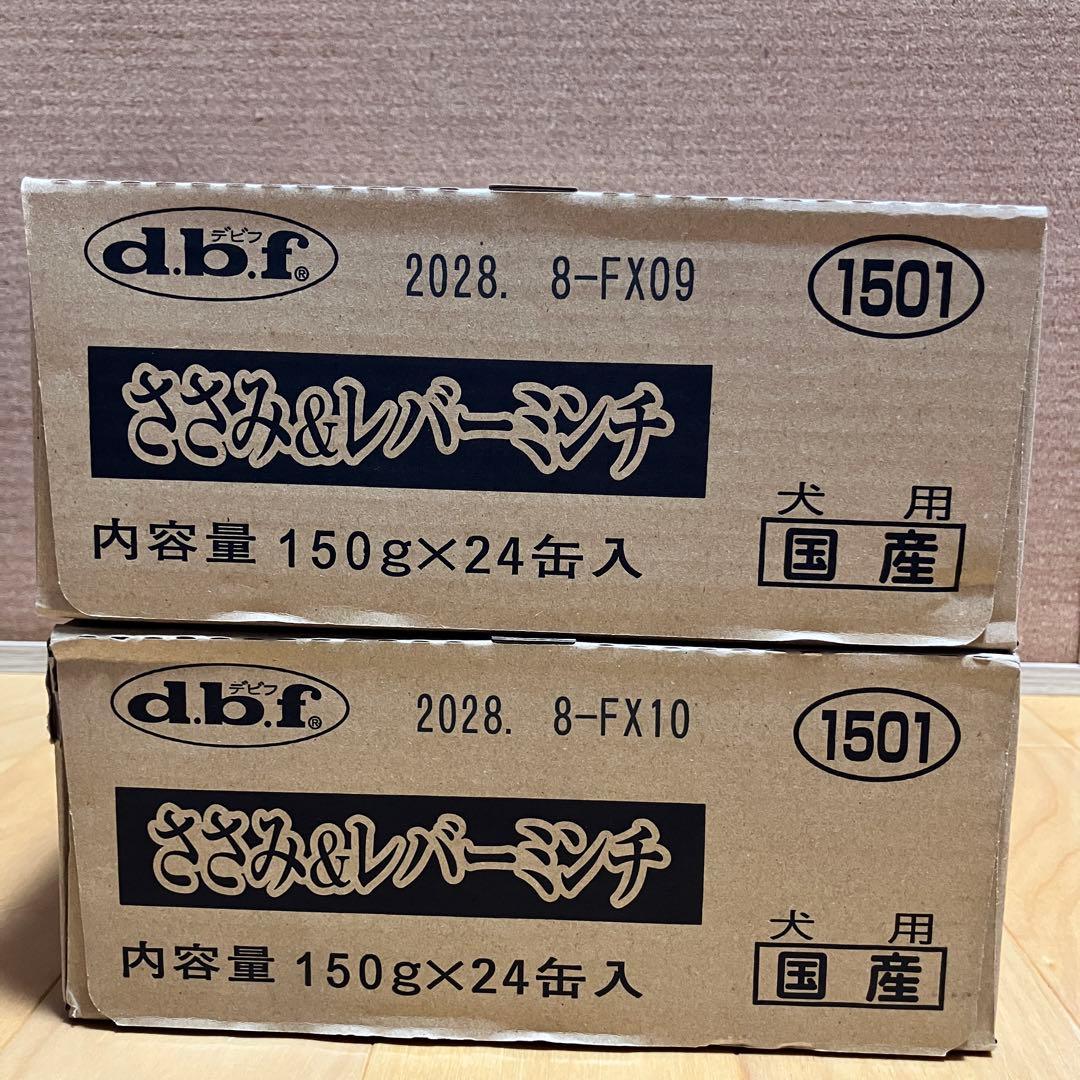 デビフ
d.b.f®
2028. 8-FX09
1501
ささみ&レバーミンチ
犬用
内容量 150g×24缶入
国産
デビフ
d.b.f®
2028. 8-FX10
1501
ささみ&レバーミンチ
犬用
内容量 150g×24缶入
国産